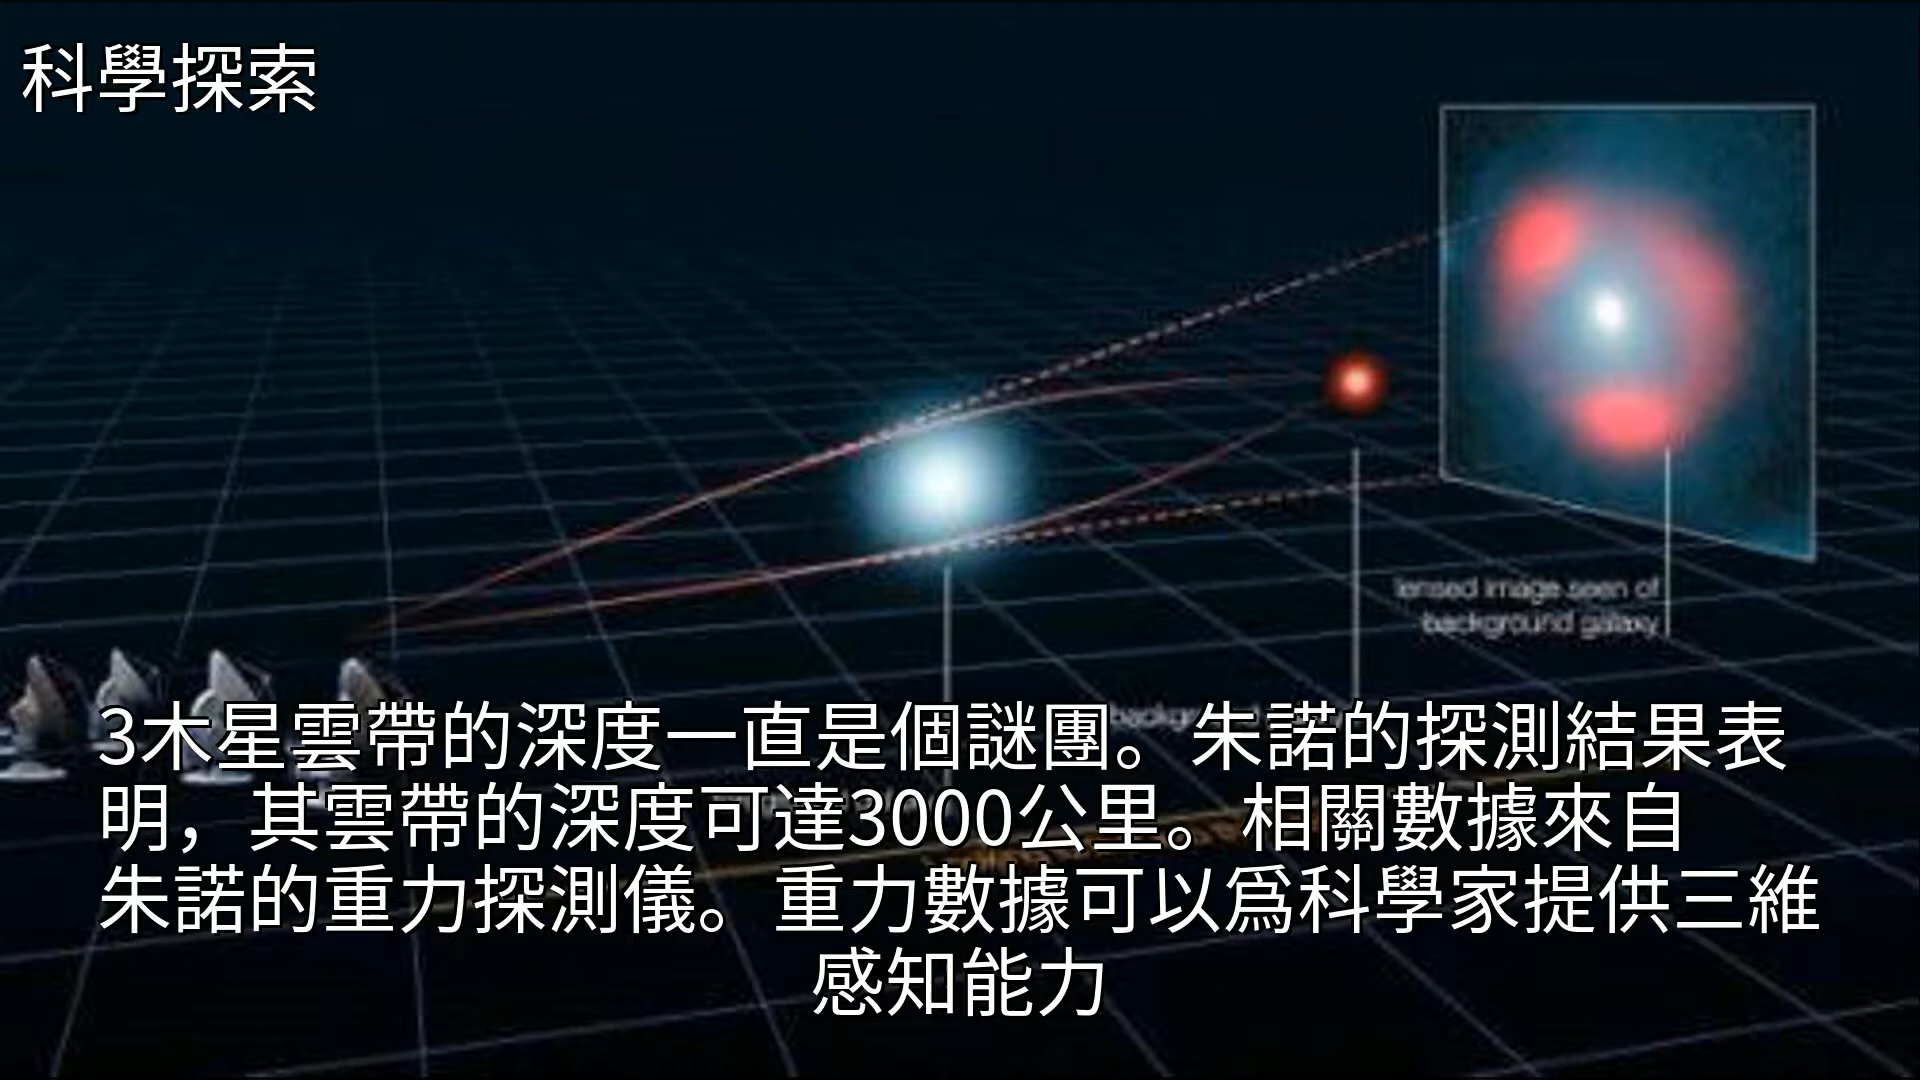 科學探索
lensed image seen of
background galaxy
3木星雲帶的深度一直是個謎團。朱諾的探測結果表
明，其雲帶的深度可達3000公里。相關數據來自
朱諾的重力探測儀。重力數據可以爲科學家提供三維
感知能力